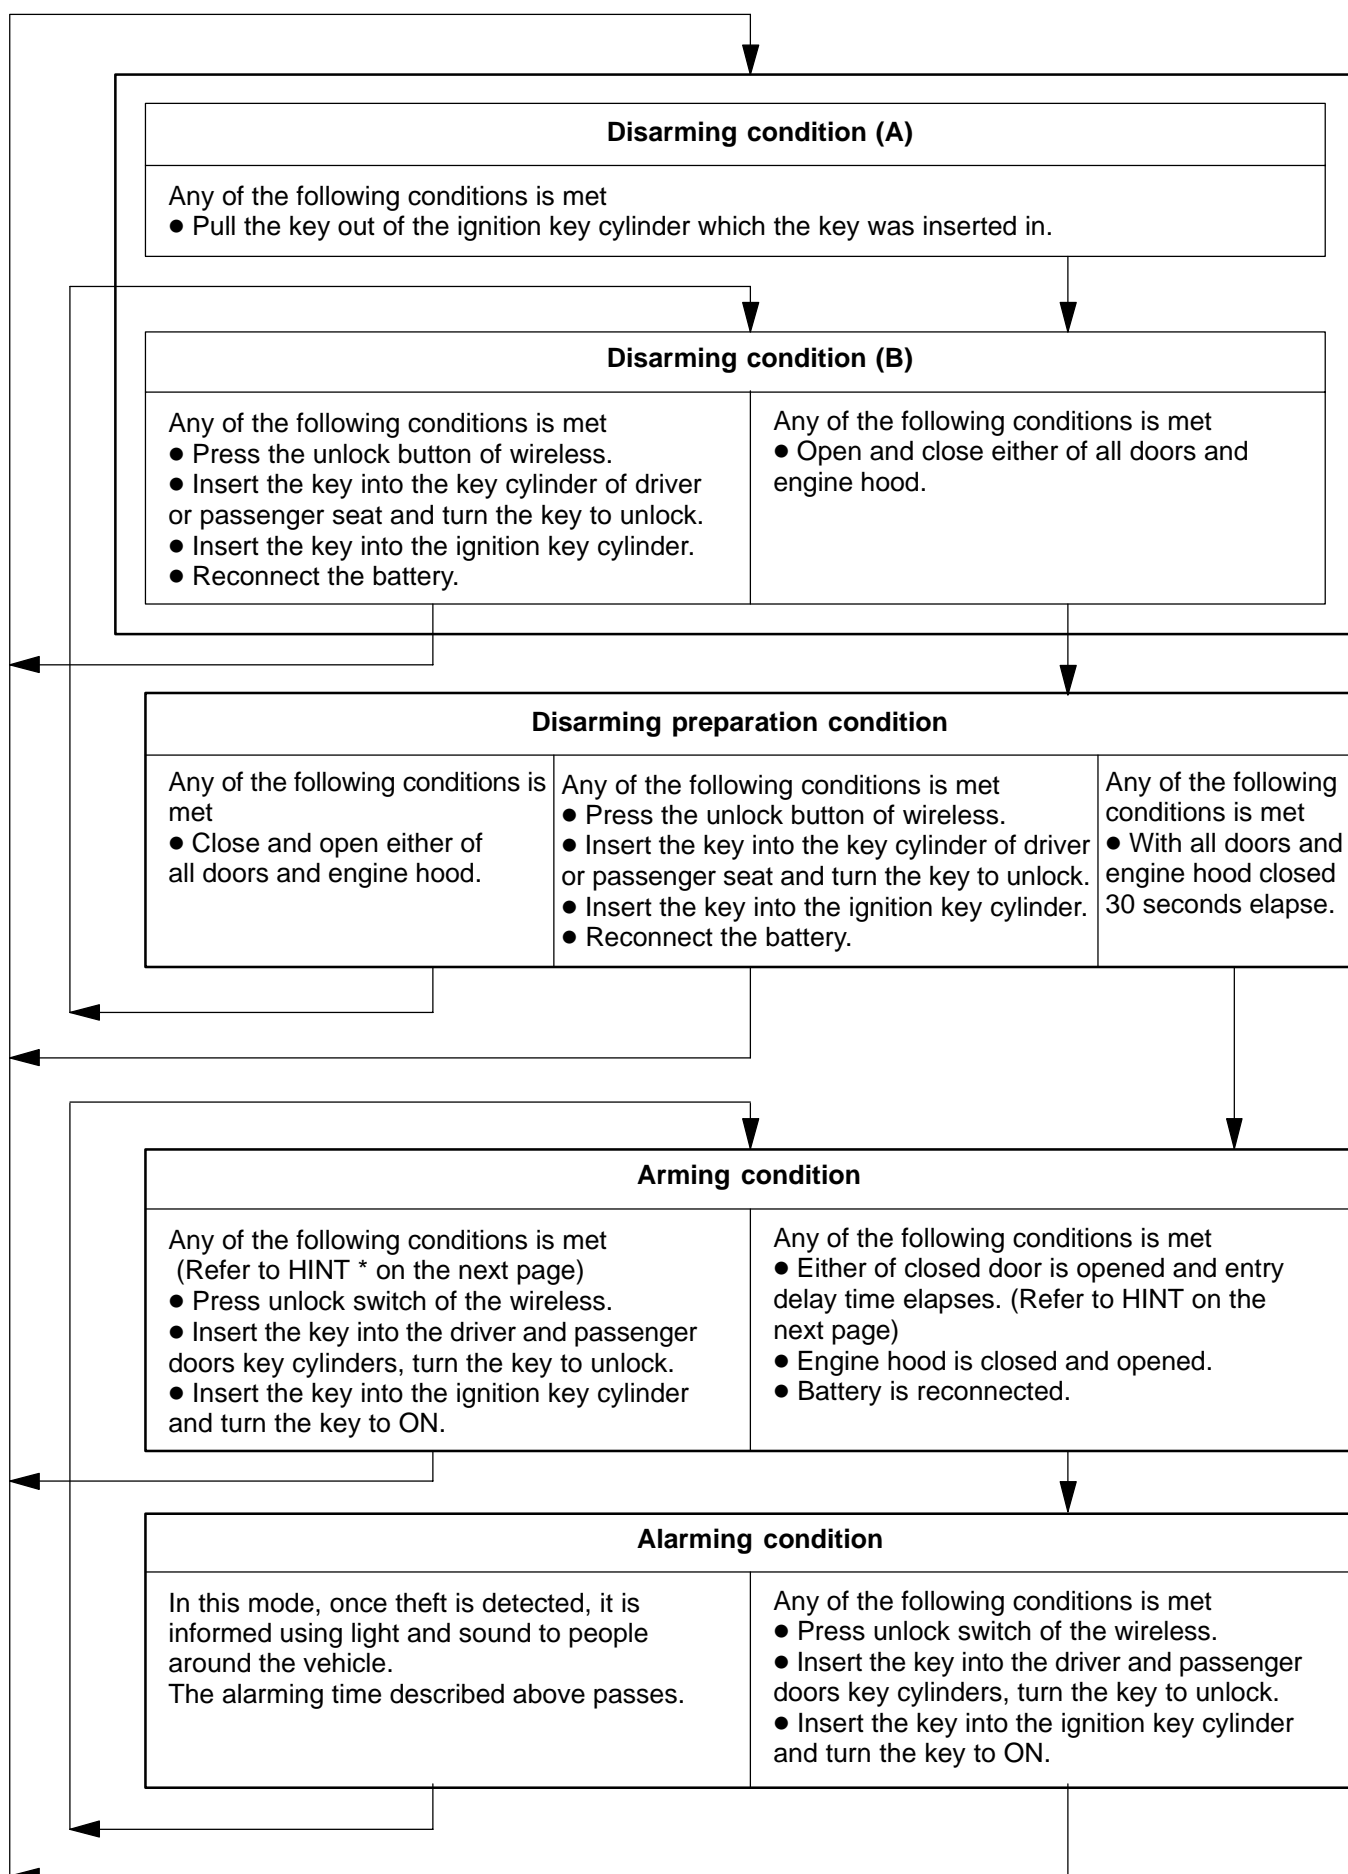 Disarming condition (A)
Any of the following conditions is met
● Pull the key out of the ignition key cylinder which the key was inserted in.
Disarming condition (B)
Any of the following conditions is met
● Press the unlock button of wireless.
● Insert the key into the key cylinder of driver
or passenger seat and turn the key to unlock.
● Insert the key into the ignition key cylinder.
● Reconnect the battery.
Any of the following conditions is met
● Open and close either of all doors and
engine hood.
Disarming preparation condition
Any of the following conditions is
met
● Close and open either of
all doors and engine hood.
Any of the following conditions is met
● Press the unlock button of wireless.
● Insert the key into the key cylinder of driver
or passenger seat and turn the key to unlock.
● Insert the key into the ignition key cylinder.
● Reconnect the battery.
Any of the following
conditions is met
● With all doors and
engine hood closed
30 seconds elapse.
Arming condition
Any of the following conditions is met
(Refer to HINT * on the next page)
● Press unlock switch of the wireless.
● Insert the key into the driver and passenger
doors key cylinders, turn the key to unlock.
● Insert the key into the ignition key cylinder
and turn the key to ON.
Any of the following conditions is met
● Either of closed door is opened and entry
delay time elapses. (Refer to HINT on the
next page)
● Engine hood is closed and opened.
● Battery is reconnected.
Alarming condition
In this mode, once theft is detected, it is
informed using light and sound to people
around the vehicle.
The alarming time described above passes.
Any of the following conditions is met
● Press unlock switch of the wireless.
● Insert the key into the driver and passenger
doors key cylinders, turn the key to unlock.
● Insert the key into the ignition key cylinder
and turn the key to ON.